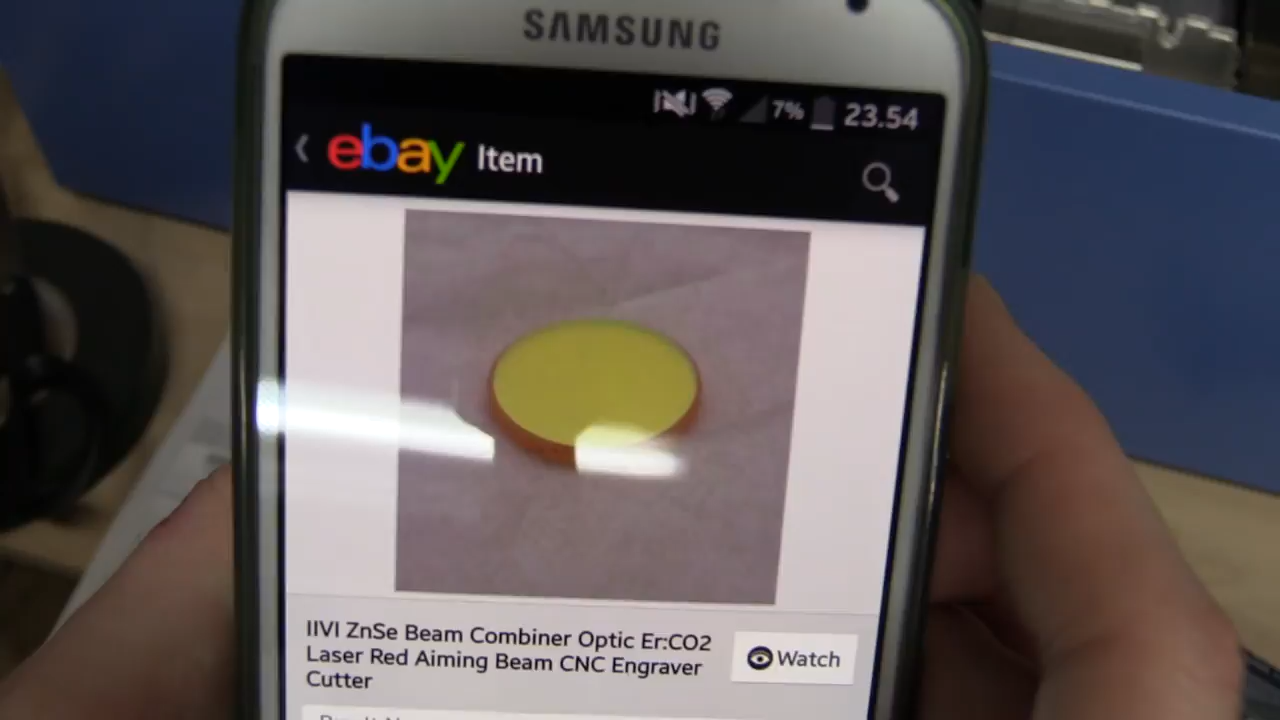 SAMSUNG
7% 23.54
ebay Item
IIVI ZnSe Beam Combiner Optic Er:CO2
Laser Red Aiming Beam CNC Engraver
Cutter
Watch